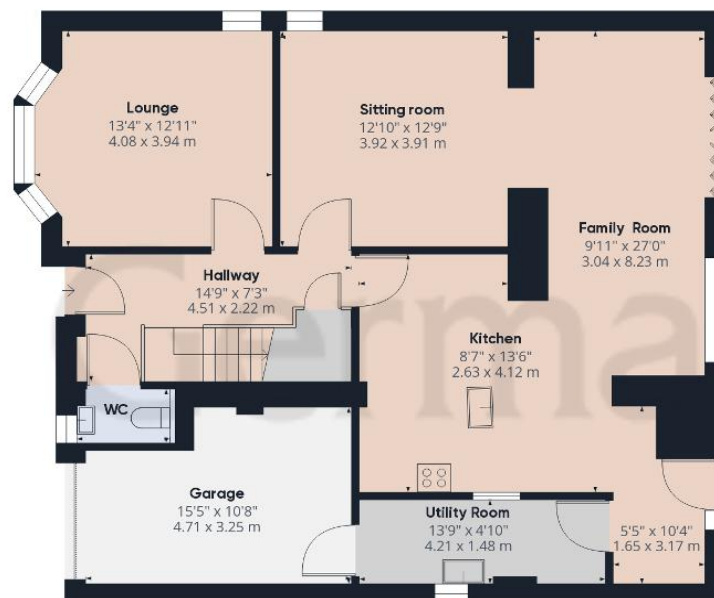 Lounge
13'4" x 12'11"
4.08 x 3.94 m
Sitting room
12'10" x 12'9"
3.92 x 3.91 m
Family Room
9'11" x 27'0"
3.04 x 8.23 m
Hallway
14'9" x 7'3"
4.51 x 2.22 m
Kitchen
8'7" x 13'6"
2.63 x 4.12 m
WC
Garage
15'5" x 10'8"
4.71 x 3.25 m
Utility Room
13'9" x 4'10"
4.21 x 1.48 m
5'5" x 10'4"
1.65 x 3.17 m
Germa